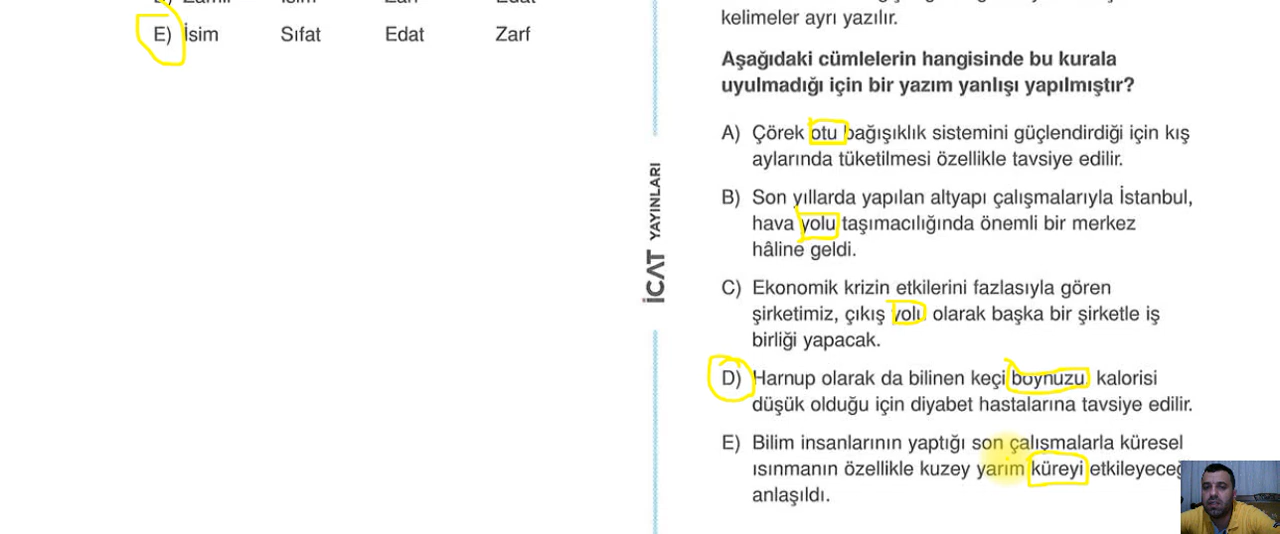 E) İsim Sıfat Edat Zarf
İCAT YAYINLARI
kelimeler ayrı yazılır.
Aşağıdaki cümlelerin hangisinde bu kurala
uyulmadığı için bir yazım yanlışı yapılmıştır?
A) Çörek otu bağışıklık sistemini güçlendirdiği için kış
aylarında tüketilmesi özellikle tavsiye edilir.
B) Son yıllarda yapılan altyapı çalışmalarıyla İstanbul,
hava yolu taşımacılığında önemli bir merkez
hâline geldi.
C) Ekonomik krizin etkilerini fazlasıyla gören
şirketimiz, çıkış yolu olarak başka bir şirketle iş
birliği yapacak.
D) Harnup olarak da bilinen keçi boynuzu, kalorisi
düşük olduğu için diyabet hastalarına tavsiye edilir.
E) Bilim insanlarının yaptığı son çalışmalarla küresel
ısınmanın özellikle kuzey yarım küreyi
anlaşıldı.